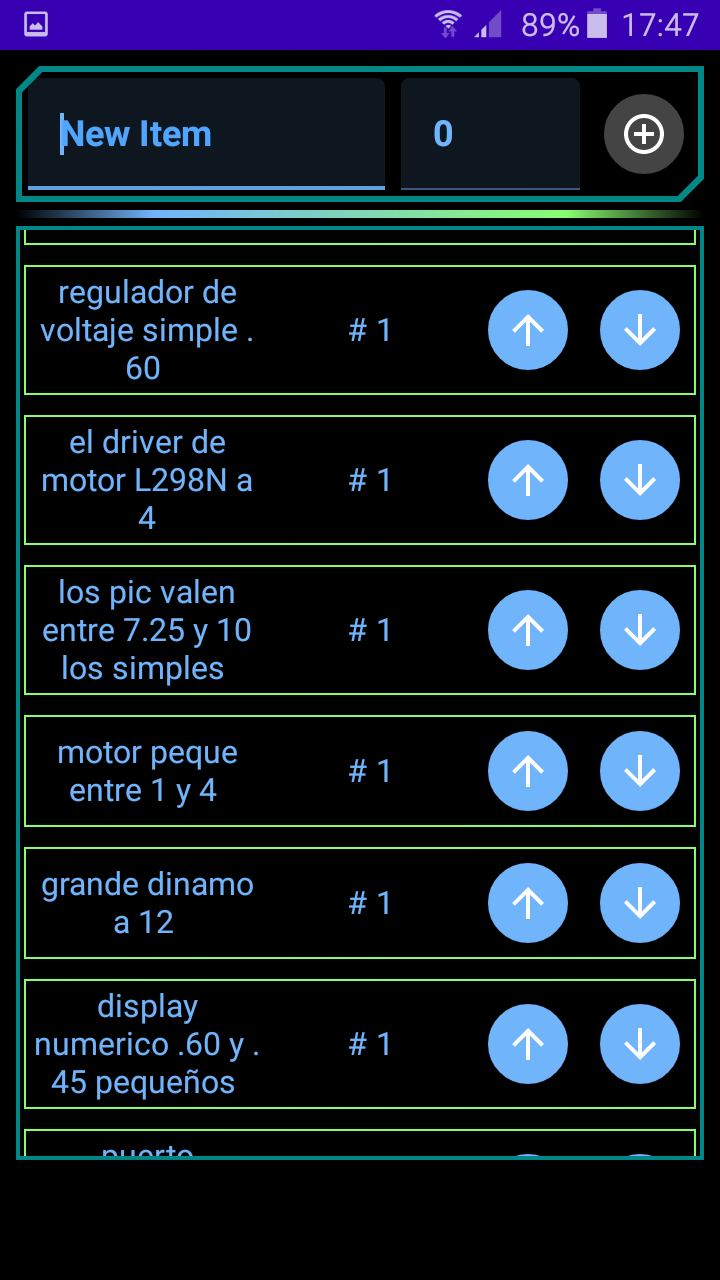 89% 17:47
New Item 0
regulador de
voltaje simple .
60
# 1
el driver de
motor L298N a
4
# 1
los pic valen
entre 7.25 y 10
los simples
# 1
motor peque
entre 1 y 4
# 1
grande dinamo
a 12
# 1
display
numerico .60 y .
45 pequeños
# 1
puerto